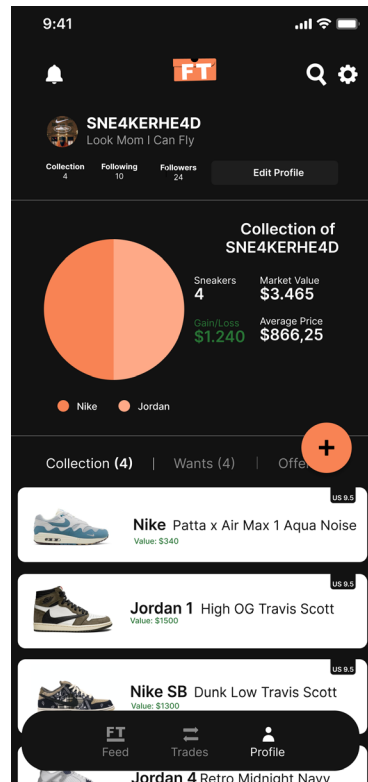 9:41
FT
SNE4KERHE4D
Look Mom I Can Fly
Collection Following Followers
4 10 24
Edit Profile
Collection of
SNE4KERHE4D
Sneakers Market Value
4 $3.465
Gain/Loss Average Price
$1.240 $866,25
Nike Jordan
+
Collection (4) | Wants (4) | Offe
US 9.5
Nike Patta x Air Max 1 Aqua Noise
Value: $340
US 9.5
Jordan 1 High OG Travis Scott
Value: $1500
US 9.5
Nike SB Dunk Low Travis Scott
Value: $1300
FT
Feed Trades Profile
Jordan 4 Retro Midnight Navy